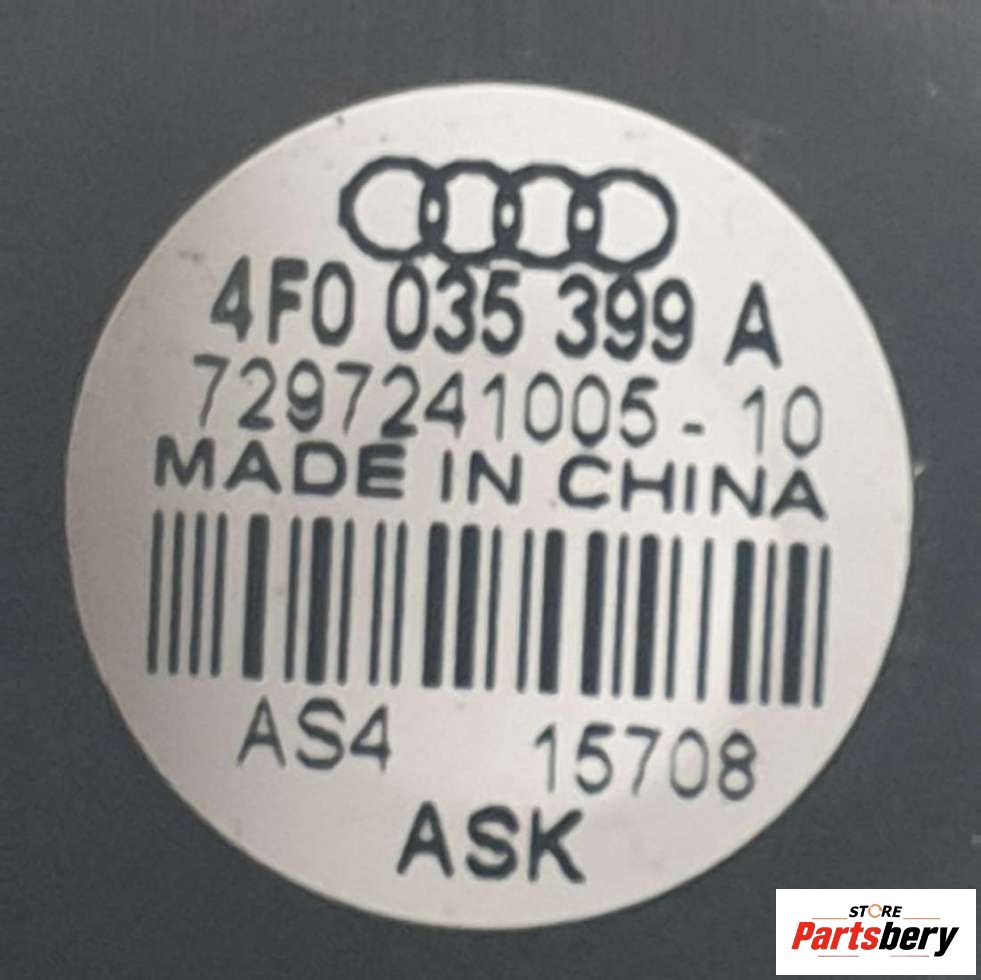 4F0 035 399 A
7297241005 - 10
MADE IN CHINA
AS4 15708
ASK
STORE
Partsbery